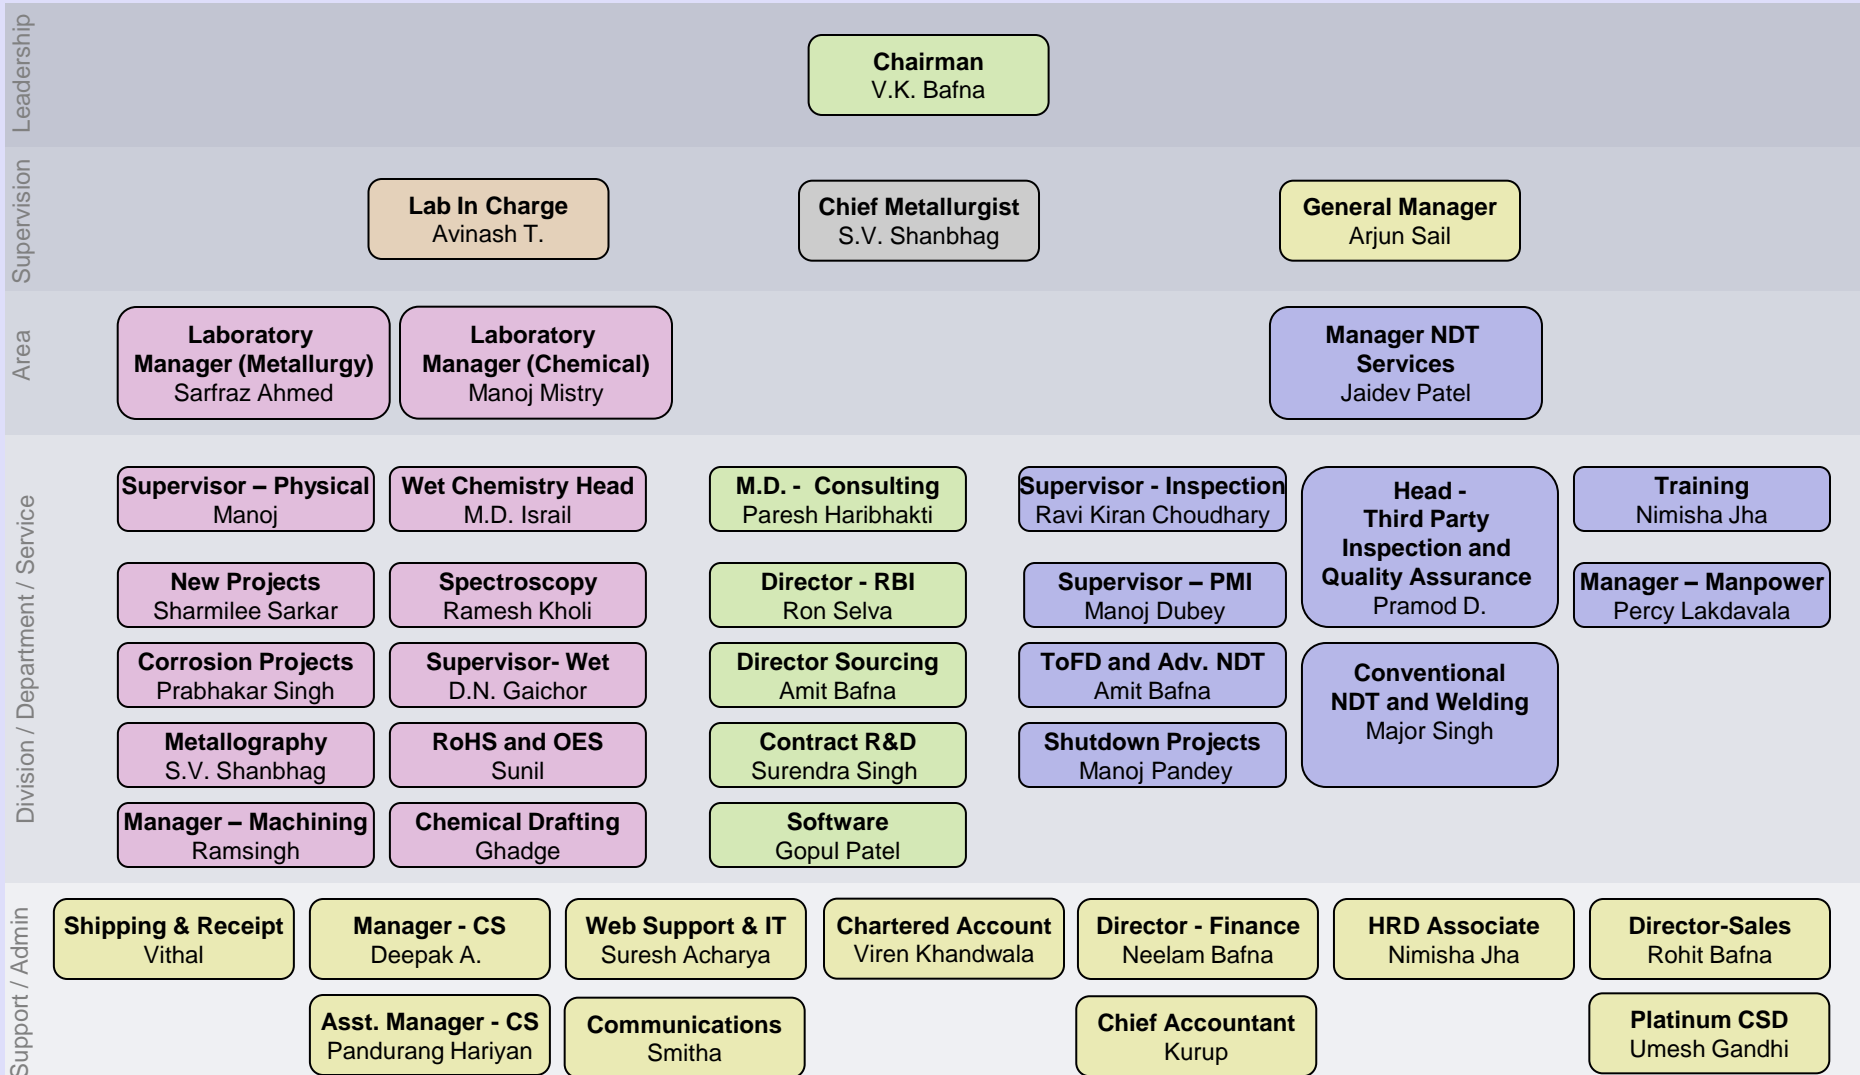 Leadership
Chairman
V.K. Bafna
Supervision
Lab In Charge
Avinash T.
Chief Metallurgist
S.V. Shanbhag
General Manager
Arjun Sail
Area
Laboratory
Manager (Metallurgy)
Sarfraz Ahmed
Laboratory
Manager (Chemical)
Manoj Mistry
Manager NDT
Services
Jaidev Patel
Division / Department / Service
Supervisor – Physical
Manoj
Wet Chemistry Head
M.D. Israil
M.D. -  Consulting
Paresh Haribhakti
Supervisor - Inspection
Ravi Kiran Choudhary
Head -
Third Party
Inspection and
Quality Assurance
Pramod D.
Training
Nimisha Jha
New Projects
Sharmilee Sarkar
Spectroscopy
Ramesh Kholi
Director - RBI
Ron Selva
Supervisor – PMI
Manoj Dubey
Manager – Manpower
Percy Lakdavala
Corrosion Projects
Prabhakar Singh
Supervisor- Wet
D.N. Gaichor
Director Sourcing
Amit Bafna
ToFD and Adv. NDT
Amit Bafna
Conventional
NDT and Welding
Major Singh
Metallography
S.V. Shanbhag
RoHS and OES
Sunil
Contract R&D
Surendra Singh
Shutdown Projects
Manoj Pandey
Manager – Machining
Ramsingh
Chemical Drafting
Ghadge
Software
Gopul Patel
Support / Admin
Shipping & Receipt
Vithal
Manager - CS
Deepak A.
Web Support & IT
Suresh Acharya
Chartered Account
Viren Khandwala
Director - Finance
Neelam Bafna
HRD Associate
Nimisha Jha
Director-Sales
Rohit Bafna
Asst. Manager - CS
Pandurang Hariyan
Communications
Smitha
Chief Accountant
Kurup
Platinum CSD
Umesh Gandhi